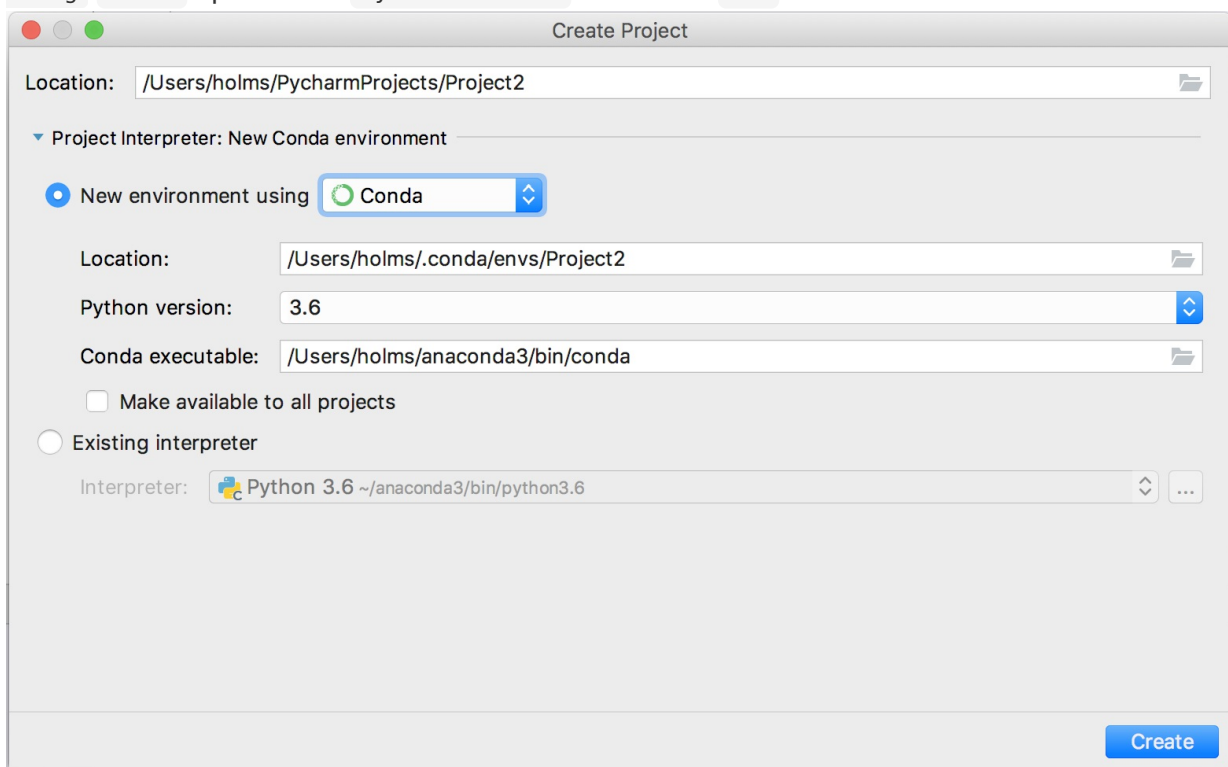 Create Project
Location: /Users/holms/PycharmProjects/Project2
Project Interpreter: New Conda environment
New environment using Conda
Location: /Users/holms/.conda/envs/Project2
Python version: 3.6
Conda executable: /Users/holms/anaconda3/bin/conda
Make available to all projects
Existing interpreter
Interpreter: Python 3.6 ~/anaconda3/bin/python3.6 ...
Create